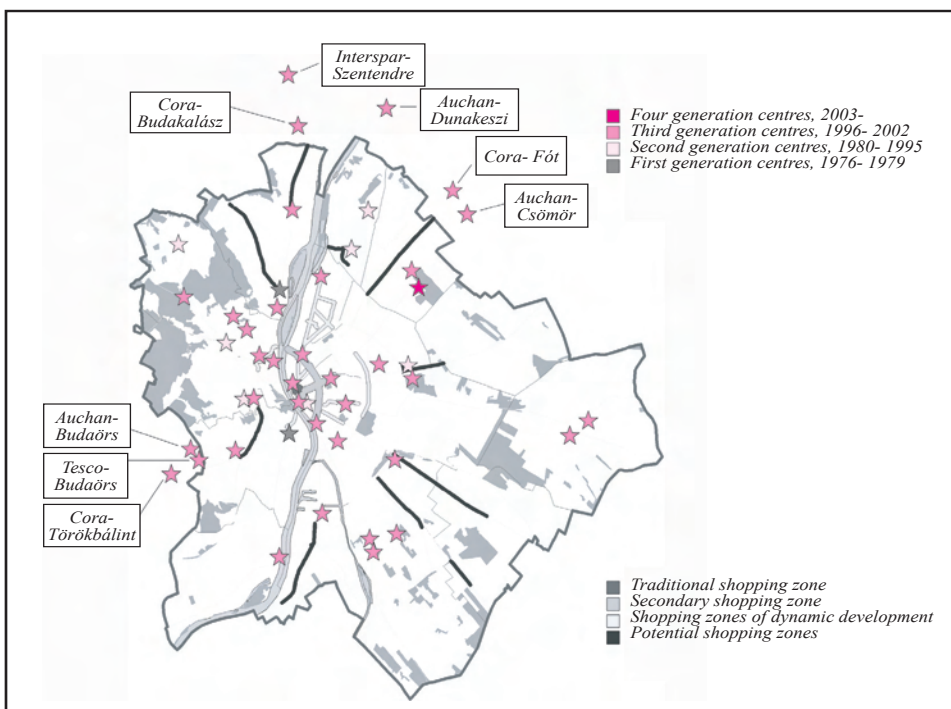 Interspar-
Szentendre
Cora-
Budakalász
Auchan-
Dunakeszi
Cora- Fót
Auchan-
Csömör
Four generation centres, 2003-
Third generation centres, 1996- 2002
Second generation centres, 1980- 1995
First generation centres, 1976- 1979
Auchan-
Budaörs
Tesco-
Budaörs
Cora-
Törökbálint
Traditional shopping zone
Secondary shopping zone
Shopping zones of dynamic development
Potential shopping zones